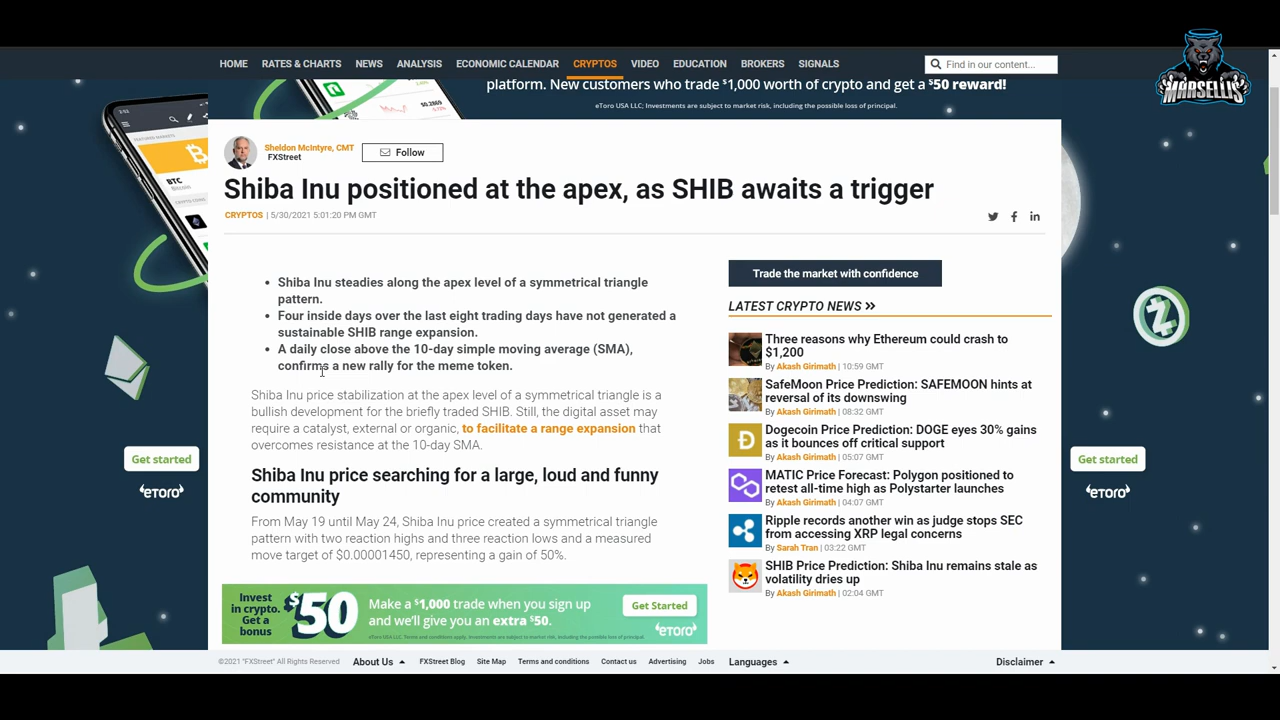 MARSELLIS
HOME RATES & CHARTS NEWS ANALYSIS ECONOMIC CALENDAR CRYPTOS VIDEO EDUCATION BROKERS SIGNALS
Find in our content...
platform. New customers who trade $1,000 worth of crypto and get a $50 reward!
eToro USA LLC; Investments are subject to market risk, including the possible loss of principal.
Sheldon McIntyre, CMT
FXStreet
Follow
Shiba Inu positioned at the apex, as SHIB awaits a trigger
CRYPTOS | 5/30/2021 5:01:20 PM GMT
• Shiba Inu steadies along the apex level of a symmetrical triangle
pattern.
• Four inside days over the last eight trading days have not generated a
sustainable SHIB range expansion.
• A daily close above the 10-day simple moving average (SMA),
confirms a new rally for the meme token.
Shiba Inu price stabilization at the apex level of a symmetrical triangle is a
bullish development for the briefly traded SHIB. Still, the digital asset may
require a catalyst, external or organic, to facilitate a range expansion that
overcomes resistance at the 10-day SMA.
Shiba Inu price searching for a large, loud and funny
community
From May 19 until May 24, Shiba Inu price created a symmetrical triangle
pattern with two reaction highs and three reaction lows and a measured
move target of $0.00001450, representing a gain of 50%.
Trade the market with confidence
LATEST CRYPTO NEWS
Three reasons why Ethereum could crash to
$1,200
By Akash Girimath | 10:59 GMT
SafeMoon Price Prediction: SAFEMOON hints at
reversal of its downswing
By Akash Girimath | 08:32 GMT
Dogecoin Price Prediction: DOGE eyes 30% gains
as it bounces off critical support
By Akash Girimath | 05:07 GMT
MATIC Price Forecast: Polygon positioned to
retest all-time high as Polystarter launches
By Akash Girimath | 04:07 GMT
Ripple records another win as judge stops SEC
from accessing XRP legal concerns
By Sarah Tran | 03:22 GMT
SHIB Price Prediction: Shiba Inu remains stale as
volatility dries up
By Akash Girimath | 02:04 GMT
BTC
Get started
eToro
Get started
eToro
Invest
in crypto.
Get a
bonus
$50
Make a $1,000 trade when you sign up
and we'll give you an extra $50.
Get Started
eToro
©2021 "FXStreet" All Rights Reserved About Us FXStreet Blog Site Map Terms and conditions Contact us Advertising Jobs Languages Disclaimer